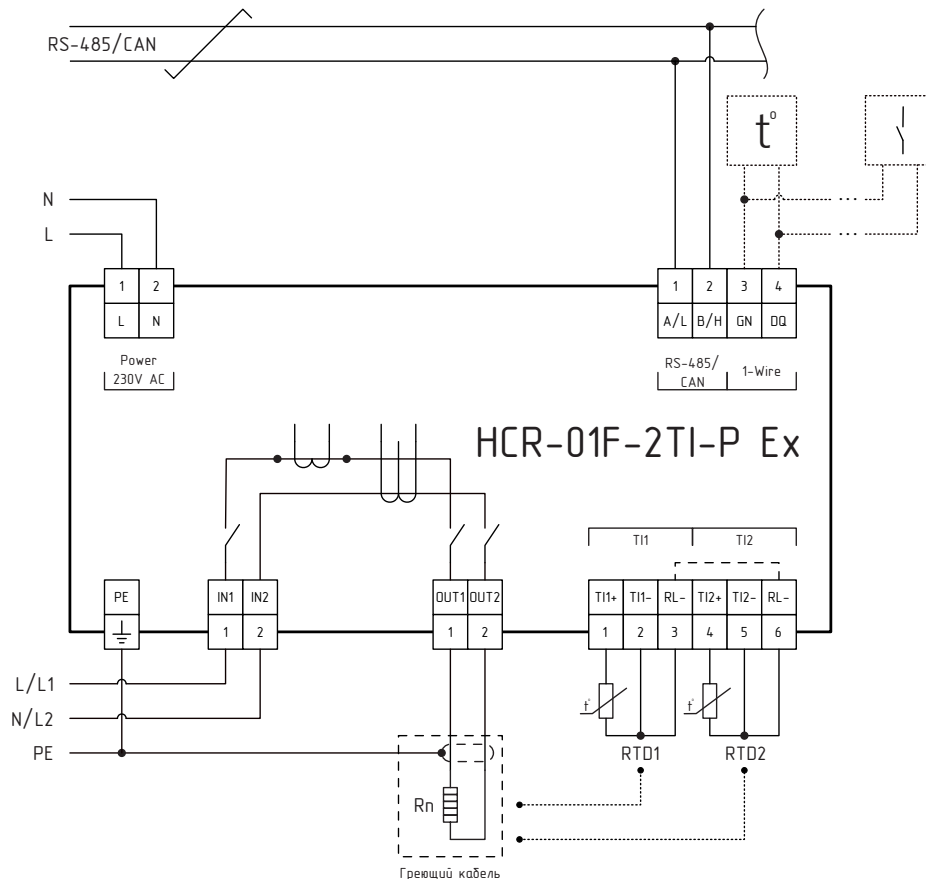 RS-485/CAN
t°
N
L
1 2
L N
Power
230V AC
1 2 3 4
A/L B/H GN DQ
RS-485/
CAN
1-Wire
HCR-01F-2TI-P Ex
TI1 TI2
PE
IN1 IN2
1 2
OUT1 OUT2
1 2
TI1+ TI1- RL- TI2+ TI2- RL-
1 2 3 4 5 6
L/L1
N/L2
PE
t° t°
RTD1 RTD2
Rn
Греющий кабель